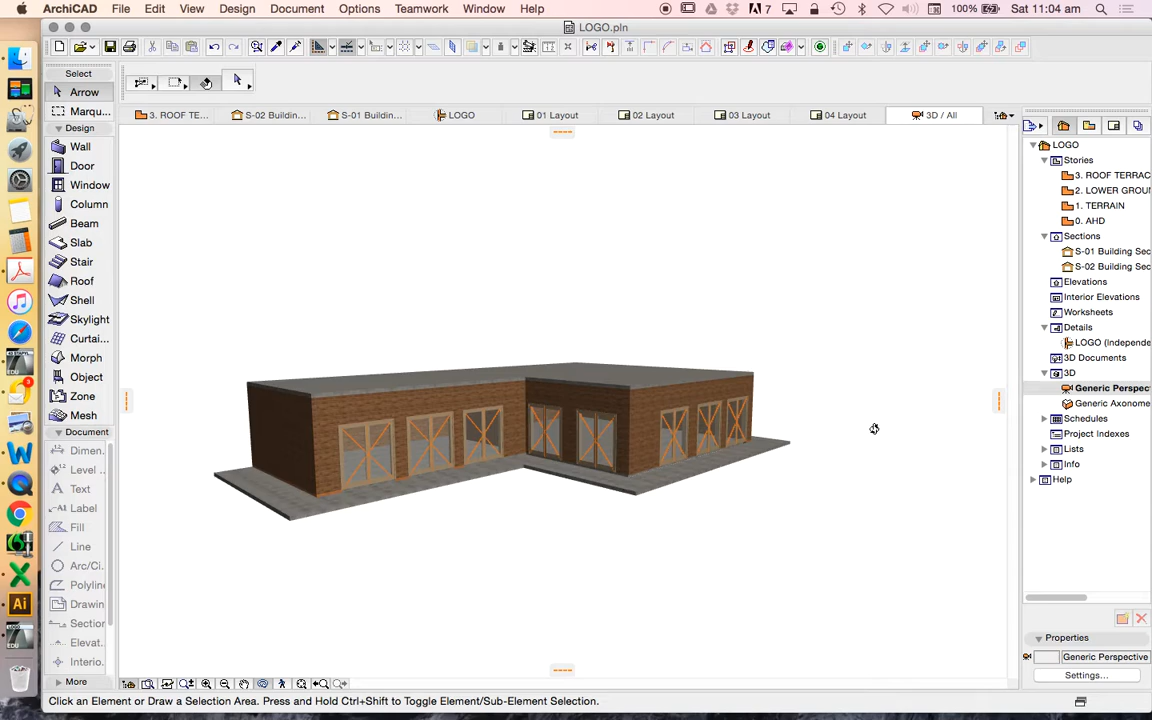 ArchiCAD File Edit View Design Document Options Teamwork Window Help 7 100% Sat 11:04 am
LOGO.pln
Select
Arrow
Marqu...
Design
Wall
Door
Window
Column
Beam
Slab
Stair
Roof
Shell
Skylight
Curtai...
Morph
Object
Zone
Mesh
Document
Dimen...
Level ...
Text
Label
Fill
Line
Arc/Ci...
Polylin
Drawin
Section
Elevat...
Interio...
More
3. ROOF TE... S-02 Buildin... S-01 Buildin... LOGO 01 Layout 02 Layout 03 Layout 04 Layout 3D / All
LOGO
Stories
3. ROOF TERRAC
2. LOWER GROU
1. TERRAIN
0. AHD
Sections
S-01 Building Sec
S-02 Building Sec
Elevations
Interior Elevations
Worksheets
Details
LOGO (Independe
3D Documents
3D
Generic Perspec
Generic Axonome
Schedules
Project Indexes
Lists
Info
Help
Properties
Generic Perspective
Settings...
Click an Element or Draw a Selection Area. Press and Hold Ctrl+Shift to Toggle Element/Sub-Element Selection.